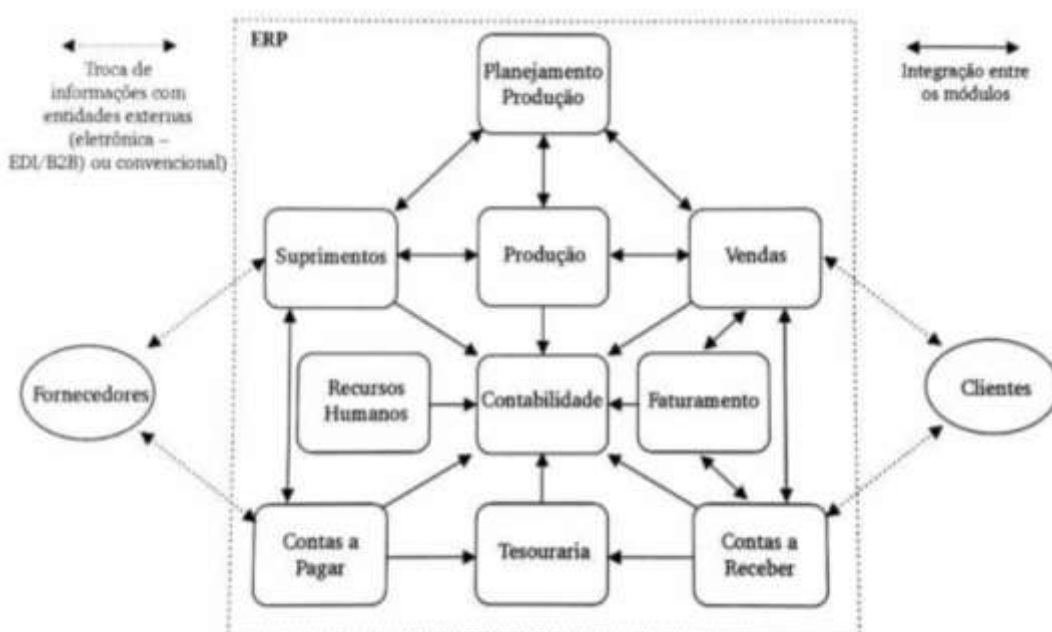 ERP
Troca de
informações com
entidades externas
(eletrônica –
EDI/B2B) ou convencional)
Planejamento
Produção
Integração entre
os módulos
Suprimentos
Produção
Vendas
Fornecedores
Recursos
Humanos
Contabilidade
Faturamento
Clientes
Contas a
Pagar
Tesouraria
Contas a
Receber